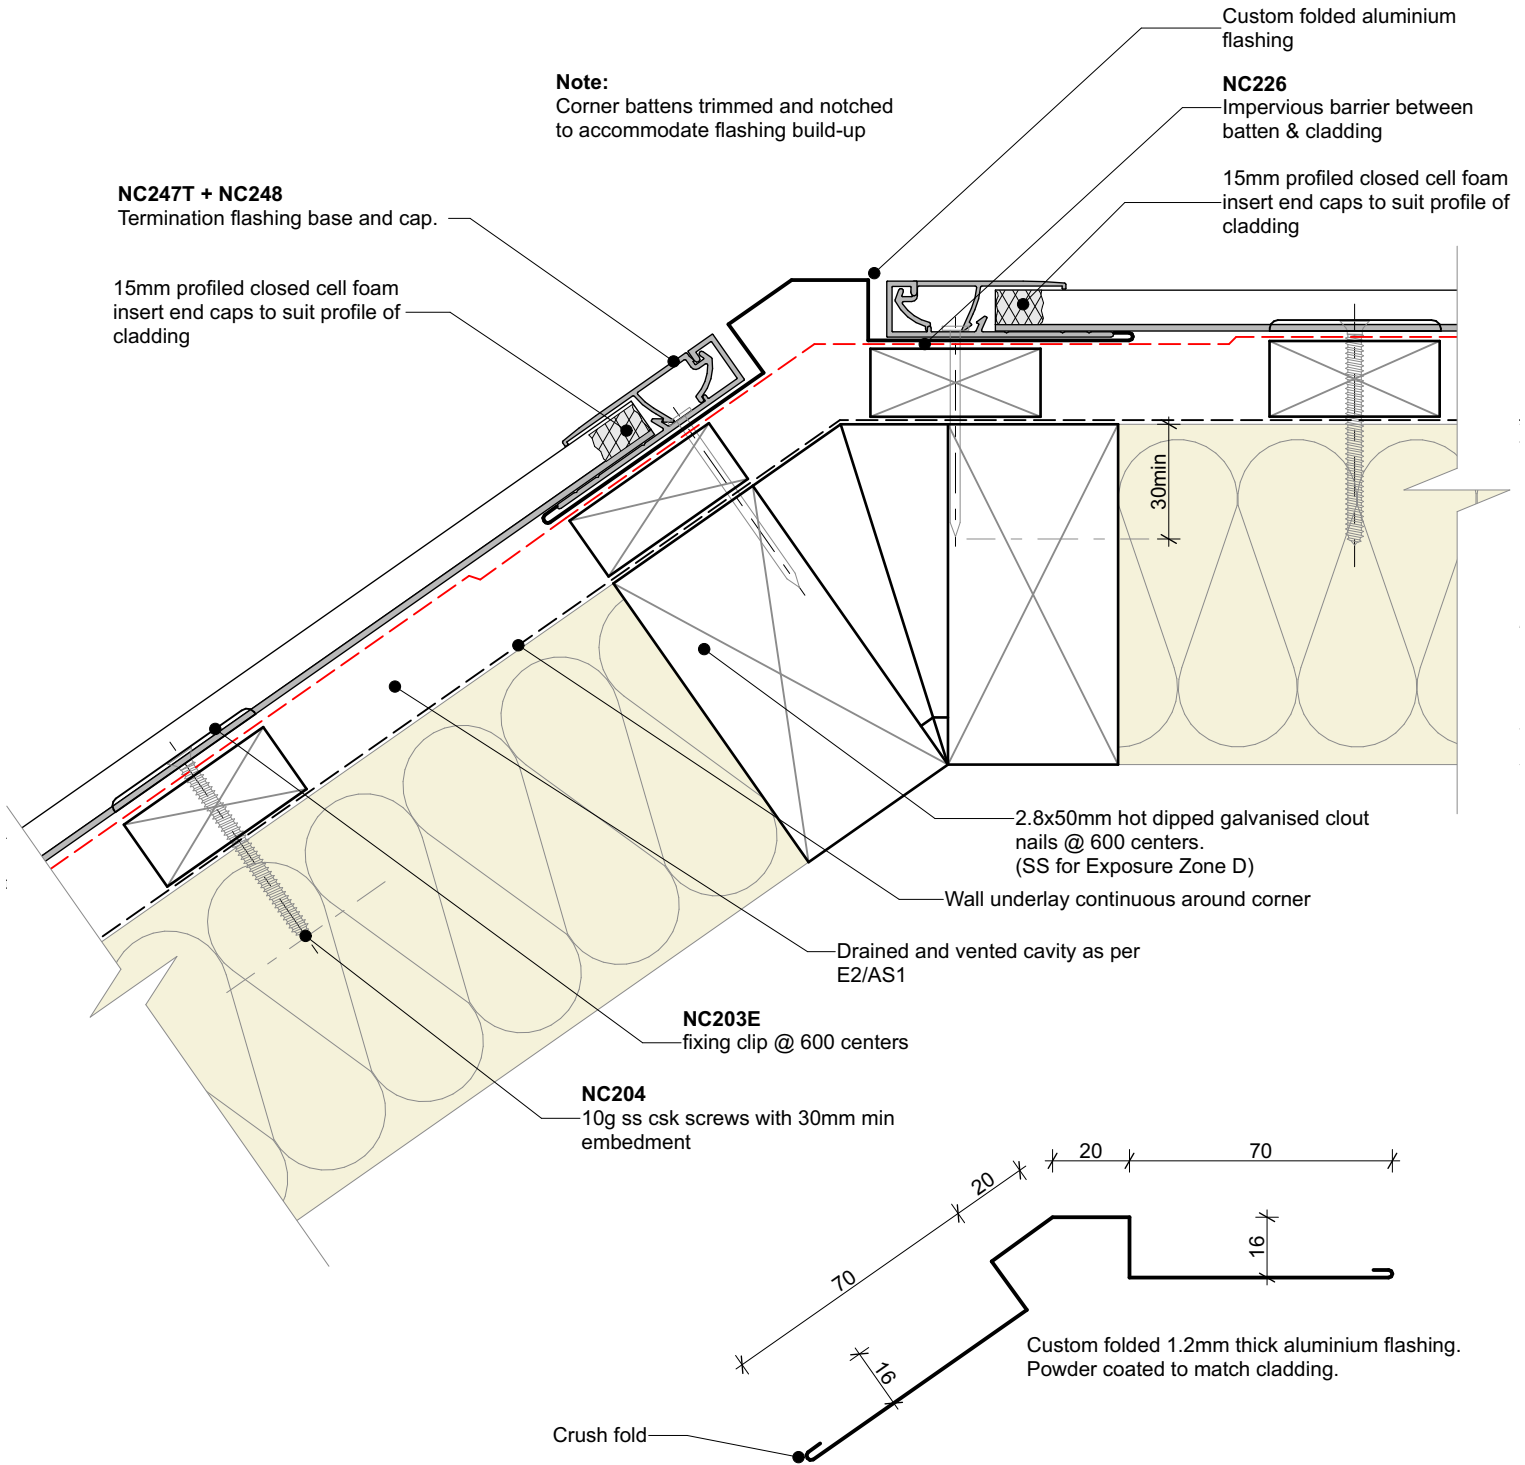 Custom folded aluminium
flashing
Note:
Corner battens trimmed and notched
to accommodate flashing build-up
NC226
Impervious barrier between
batten & cladding
15mm profiled closed cell foam
insert end caps to suit profile of
cladding
NC247T + NC248
Termination flashing base and cap.
15mm profiled closed cell foam
insert end caps to suit profile of
cladding
30min
2.8x50mm hot dipped galvanised clout
nails @ 600 centers.
(SS for Exposure Zone D)
Wall underlay continuous around corner
Drained and vented cavity as per
E2/AS1
NC203E
fixing clip @ 600 centers
NC204
10g ss csk screws with 30mm min
embedment
20
70
20
70
16
16
Custom folded 1.2mm thick aluminium flashing.
Powder coated to match cladding.
Crush fold